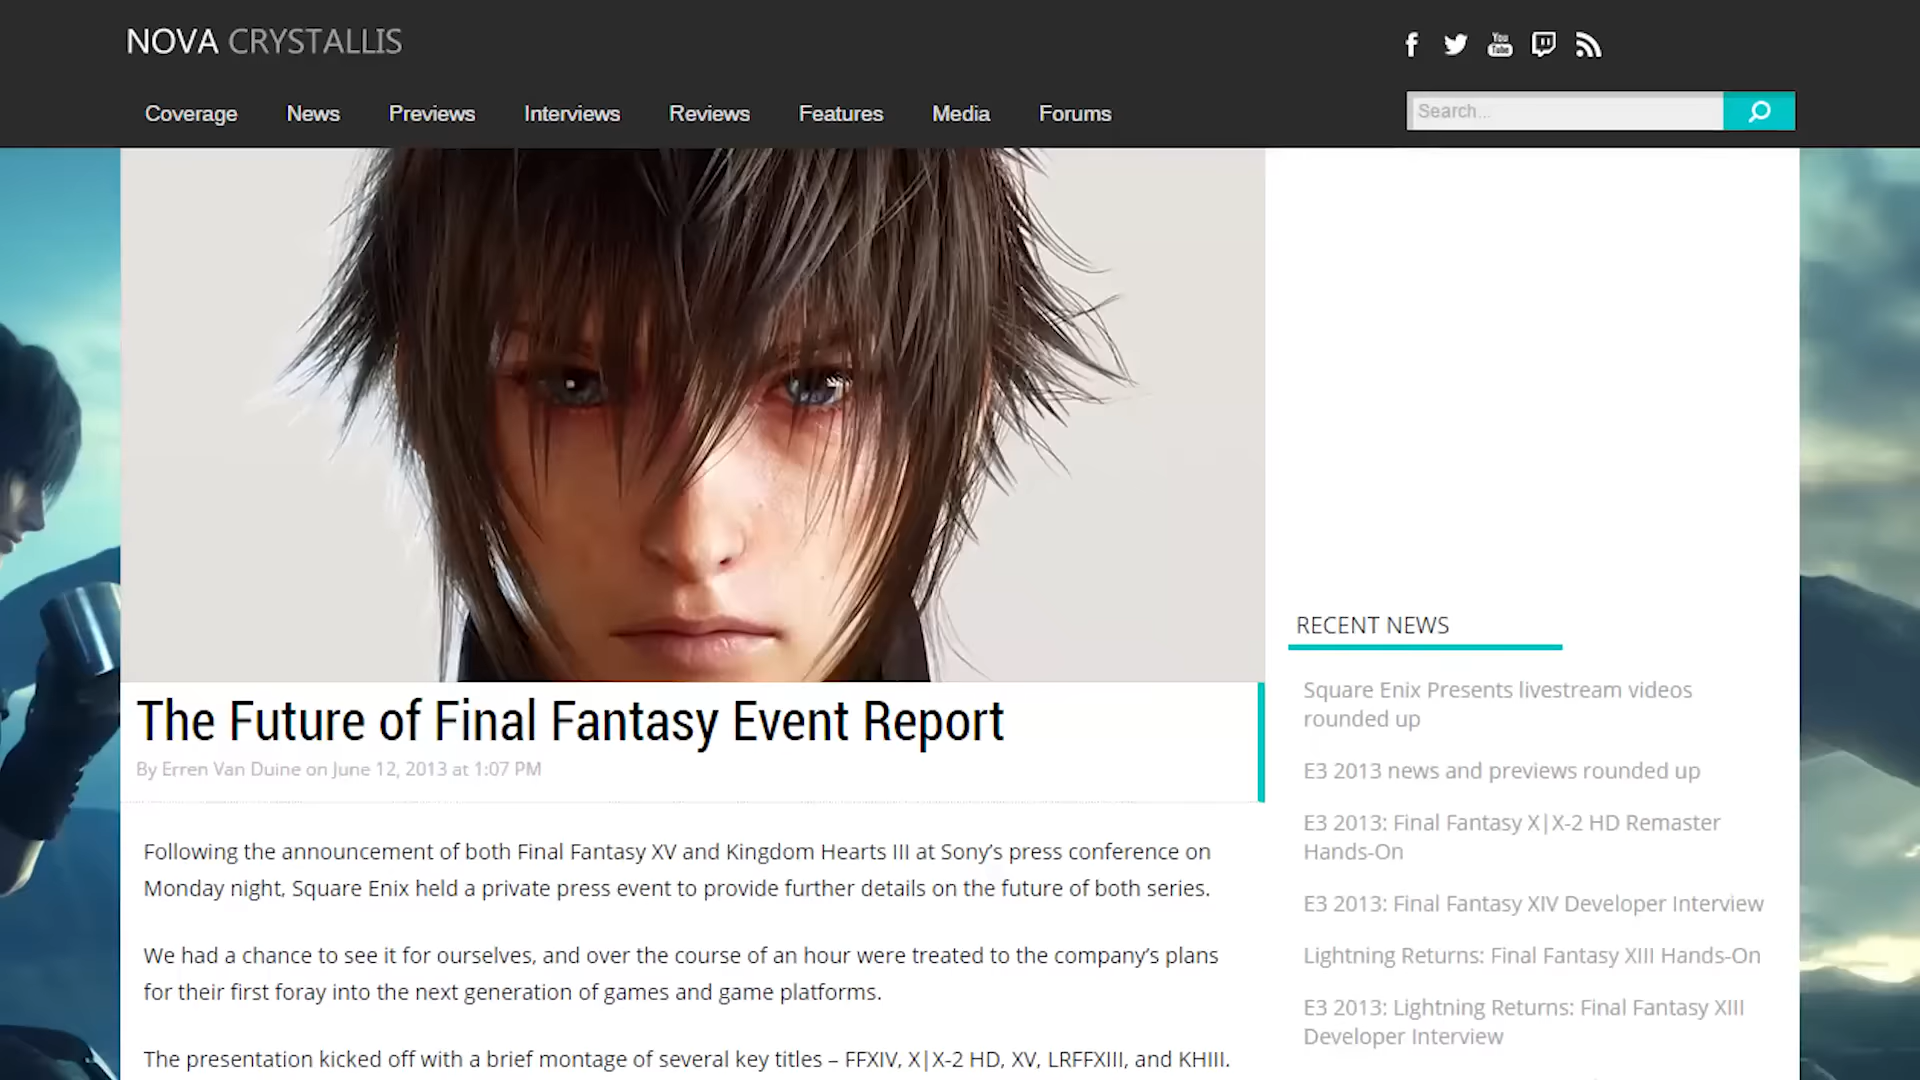 NOVA CRYSTALLIS
You
Tube
Coverage News Previews Interviews Reviews Features Media Forums
Search...
The Future of Final Fantasy Event Report
By Erren Van Duine on June 12, 2013 at 1:07 PM
Following the announcement of both Final Fantasy XV and Kingdom Hearts III at Sony’s press conference on
Monday night, Square Enix held a private press event to provide further details on the future of both series.
We had a chance to see it for ourselves, and over the course of an hour were treated to the company’s plans
for their first foray into the next generation of games and game platforms.
The presentation kicked off with a brief montage of several key titles – FFXIV, X|X-2 HD, XV, LRFFXIII, and KHIII.
RECENT NEWS
Square Enix Presents livestream videos
rounded up
E3 2013 news and previews rounded up
E3 2013: Final Fantasy X|X-2 HD Remaster
Hands-On
E3 2013: Final Fantasy XIV Developer Interview
Lightning Returns: Final Fantasy XIII Hands-On
E3 2013: Lightning Returns: Final Fantasy XIII
Developer Interview